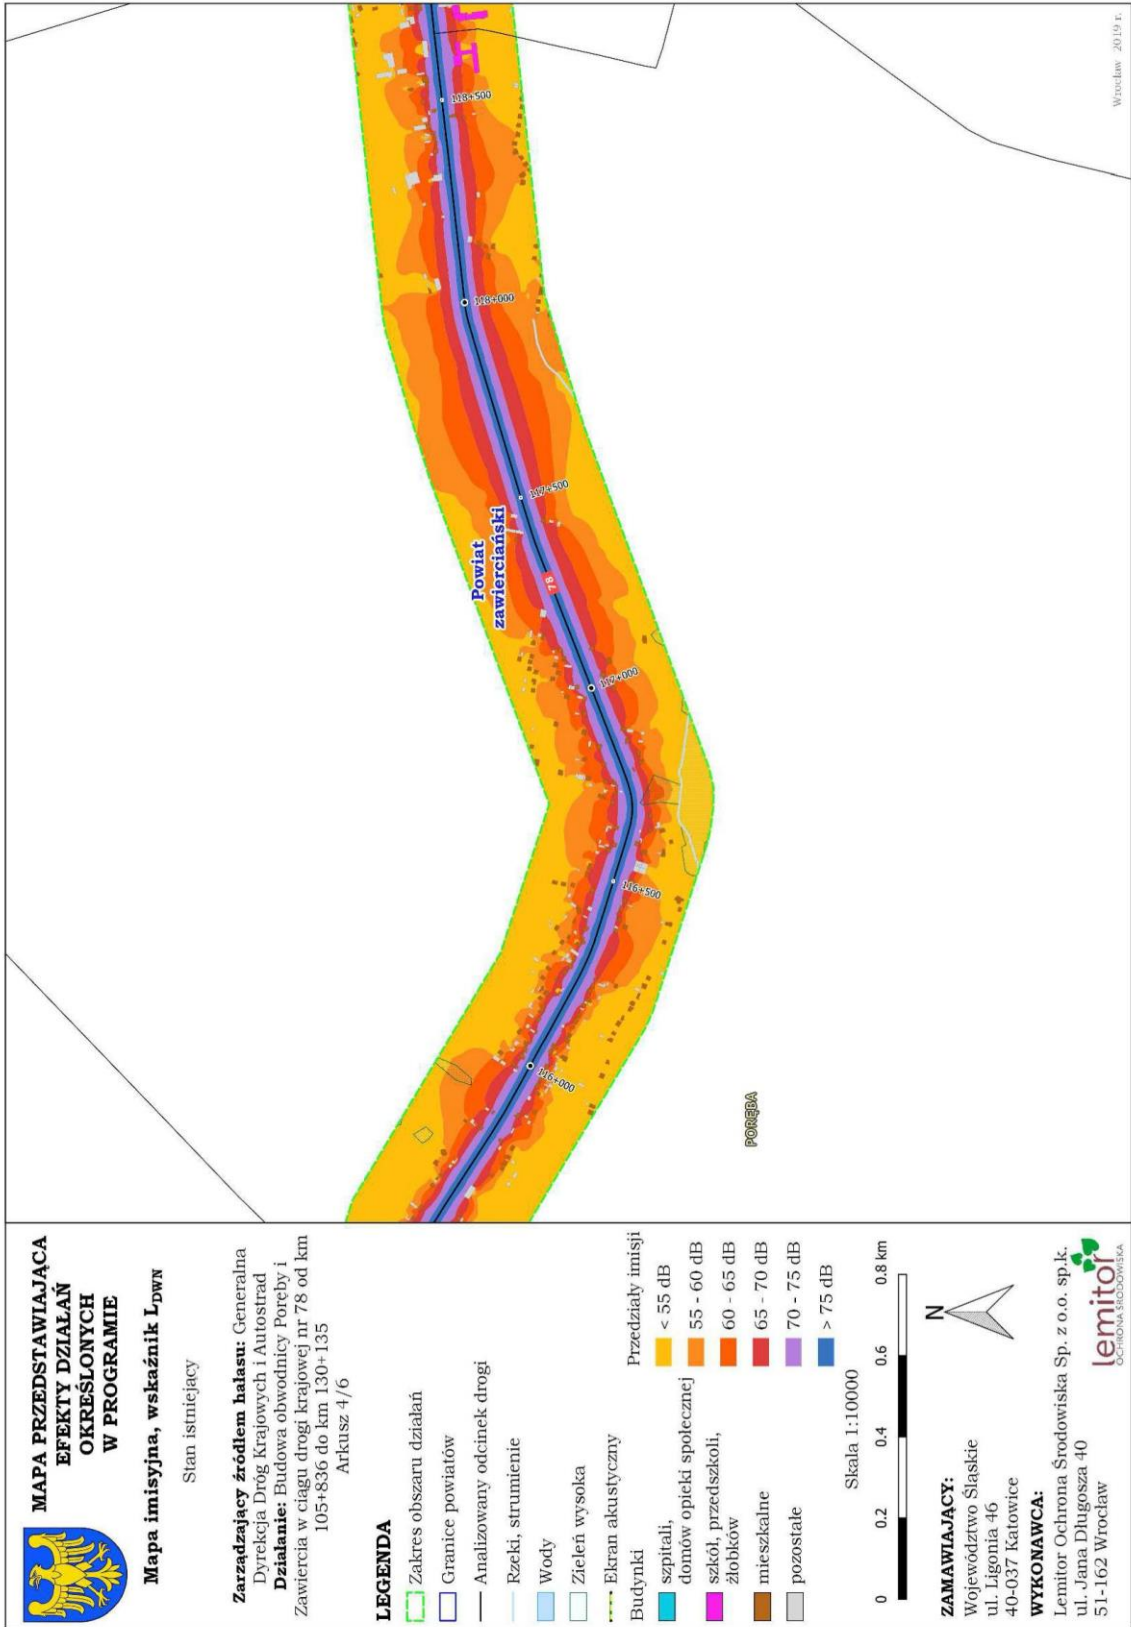 MAPA PRZEDSTAWIAJĄCA
EFEKTY DZIAŁAŃ
OKREŚLONYCH
W PROGRAMIE
Mapa imisyjna, wskaźnik LDWN
Stan istniejący
Zarządzający źródłem hałasu: Generalna
Dyrekcja Dróg Krajowych i Autostrad
Działanie: Budowa obwodnicy Poręby i
Zawiercia w ciągu drogi krajowej nr 78 od km
105+836 do km 130+135
Arkusz 4/6
LEGENDA
Zakres obszaru działań
Granice powiatów
Analizowany odcinek drogi
Rzeki, strumienie
Wody
Zieleń wysoka
Ekran akustyczny
Budynki
szpitali,
domów opieki społecznej
szkół, przedszkoli,
żłobków
mieszkalne
pozostałe
Przedziały imisji
< 55 dB
55 - 60 dB
60 - 65 dB
65 - 70 dB
70 - 75 dB
> 75 dB
Skala 1:10000
0 0.2 0.4 0.6 0.8 km
N
ZAMAWIAJĄCY:
Województwo Śląskie
ul. Ligonia 46
40-037 Katowice
WYKONAWCA:
Lemitor Ochrona Środowiska Sp. z o.o. sp.k.
ul. Jana Długosza 40
51-162 Wrocław
lemitor
OCHRONA ŚRODOWISKA
116+000
116+500
117+000
78
117+500
118+000
118+500
Powiat
zawierciański
PORĘBA
Wrocław 2019 r.